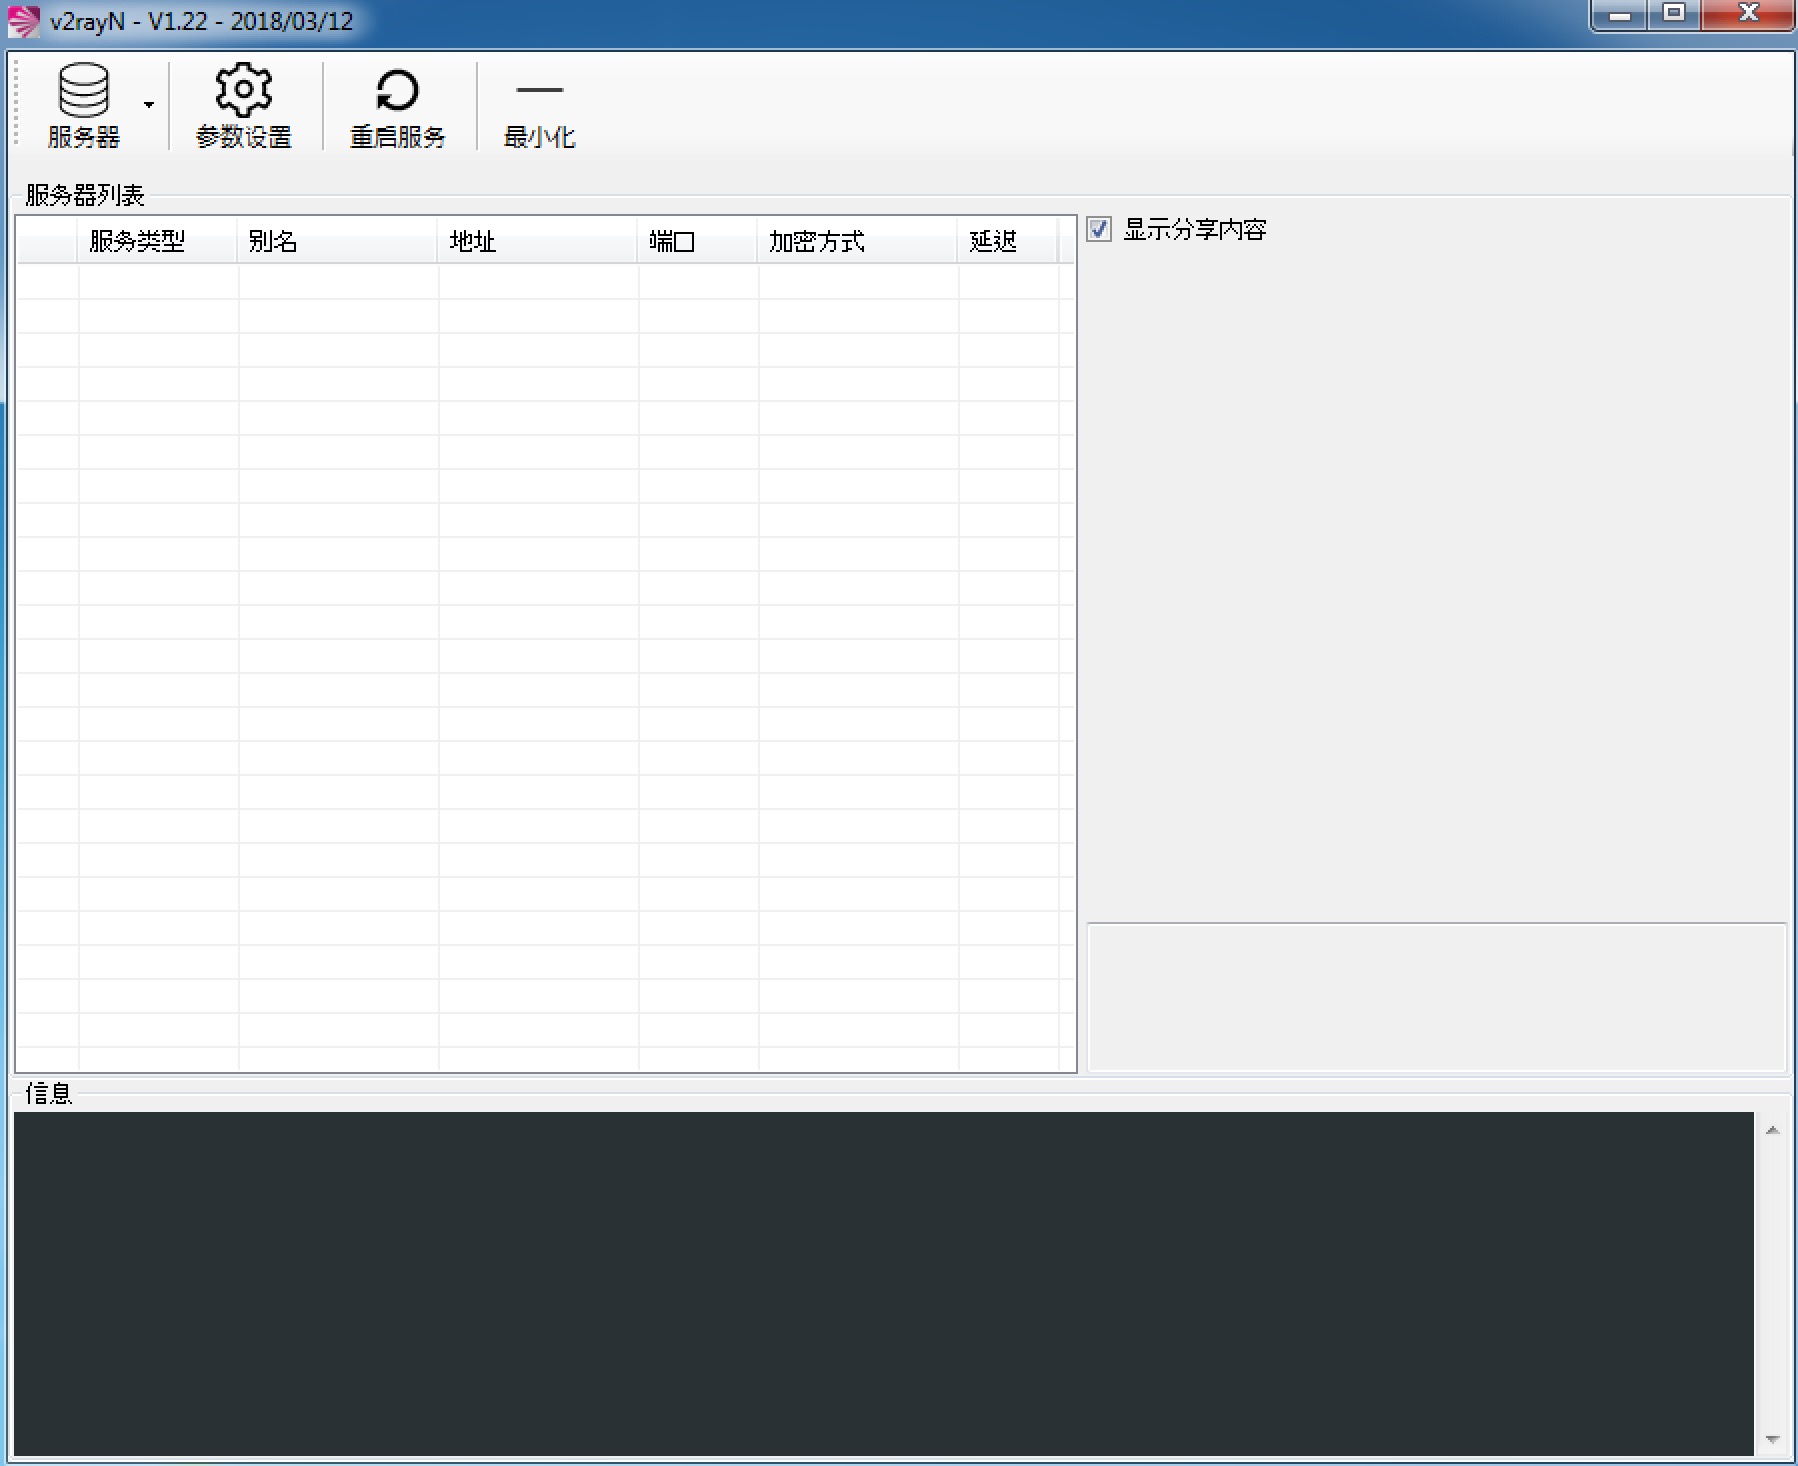 v2rayN - V1.22 - 2018/03/12
服务器 参数设置 重启服务 最小化
服务器列表
服务类型 别名 地址 端口 加密方式 延迟
显示分享内容
信息